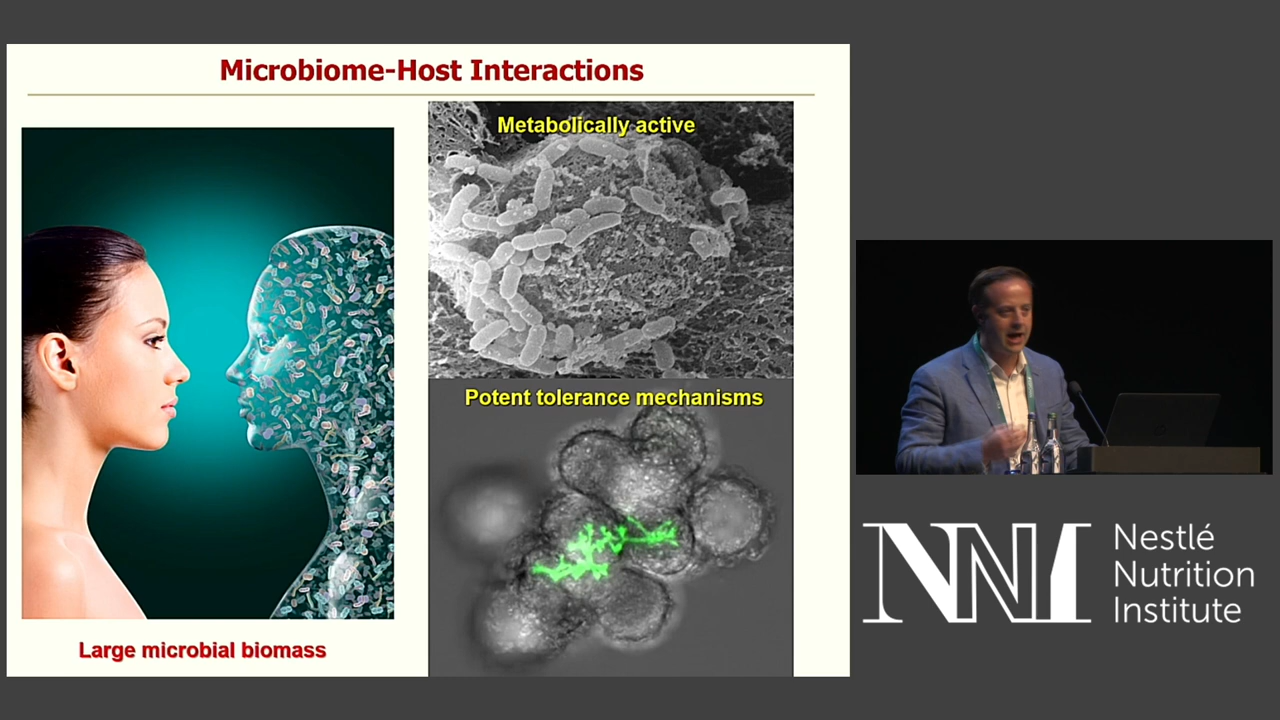 Microbiome-Host Interactions
Metabolically active
Potent tolerance mechanisms
Large microbial biomass
NNI
Nestlé
Nutrition
Institute